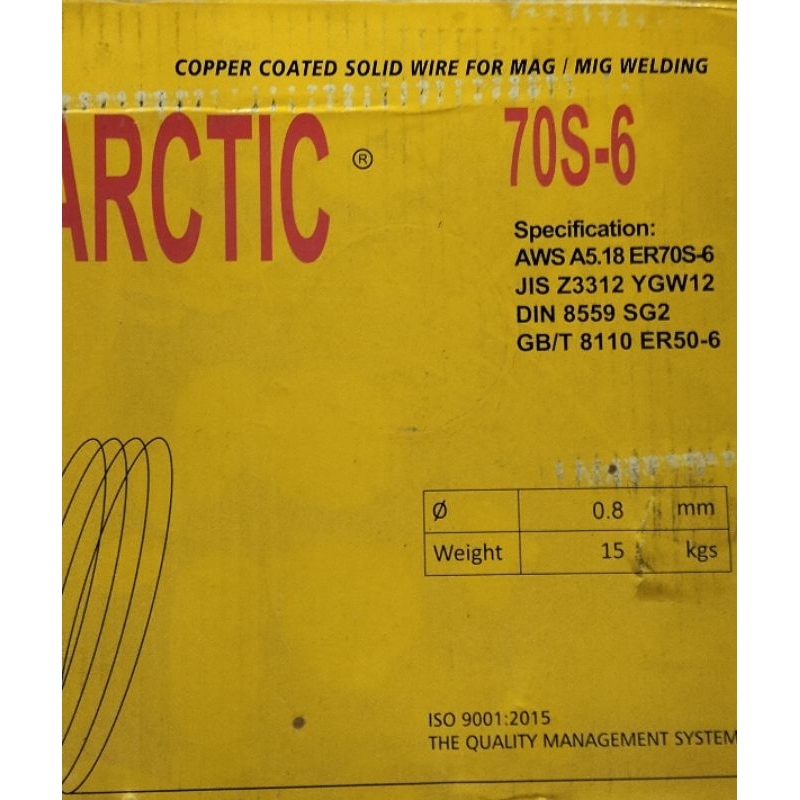 COPPER COATED SOLID WIRE FOR MAG / MIG WELDING
ARCTIC ®
70S-6
Specification:
AWS A5.18 ER70S-6
JIS Z3312 YGW12
DIN 8559 SG2
GB/T 8110 ER50-6
Ø 0.8 mm
Weight 15 kgs
ISO 9001:2015
THE QUALITY MANAGEMENT SYSTEM